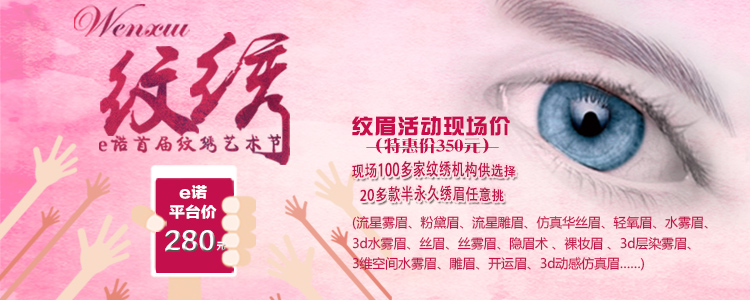 Wenxiu
纹绣
e诺首届纹绣艺术节
e诺
平台价
280元
纹眉活动现场价
(特惠价350元)
现场100多家纹绣机构供选择
20多款半永久绣眉任意挑
(流星雾眉、粉黛眉、流星雕眉、仿真华丝眉、轻氧眉、水雾眉、
3d水雾眉、丝眉、丝雾眉、隐眉术 、裸妆眉 、3d层染雾眉、
3维空间水雾眉、雕眉、开运眉、3d动感仿真眉......)